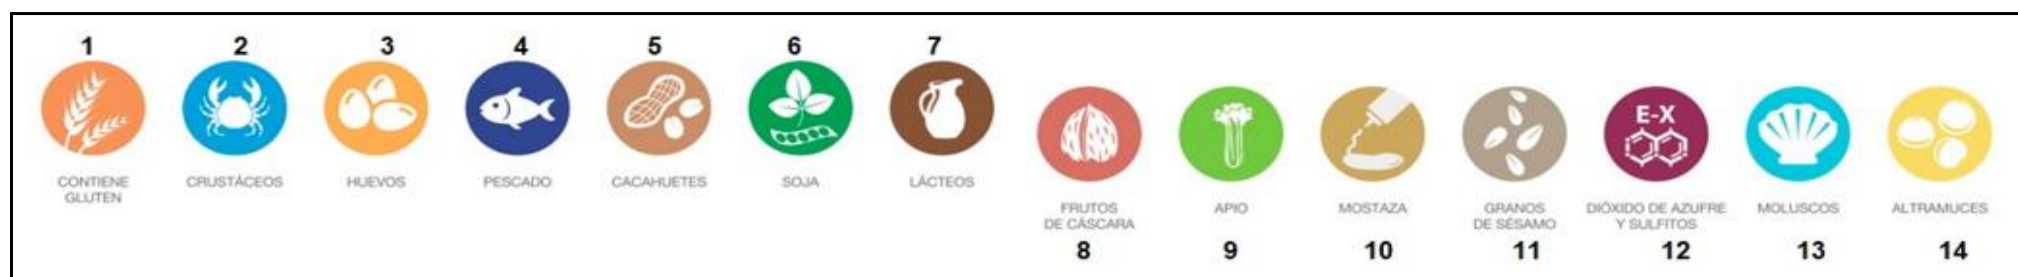 1 2 3 4 5 6 7
CONTIENE GLUTEN
CRUSTÁCEOS
HUEVOS
PESCADO
CACAHUETES
SOJA
LÁCTEOS
E-X
FRUTOS
DE CÁSCARA
APIO
MOSTAZA
GRANOS
DE SÉSAMO
DIÓXIDO DE AZUFRE
Y SULFITOS
MOLUSCOS
ALTRAMUCES
8 9 10 11 12 13 14